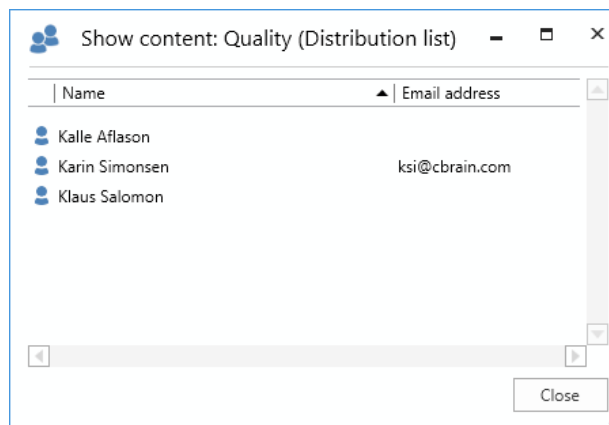 Show content: Quality (Distribution list)
Name Email address
Kalle Aflason
Karin Simonsen ksi@cbrain.com
Klaus Salomon
Close